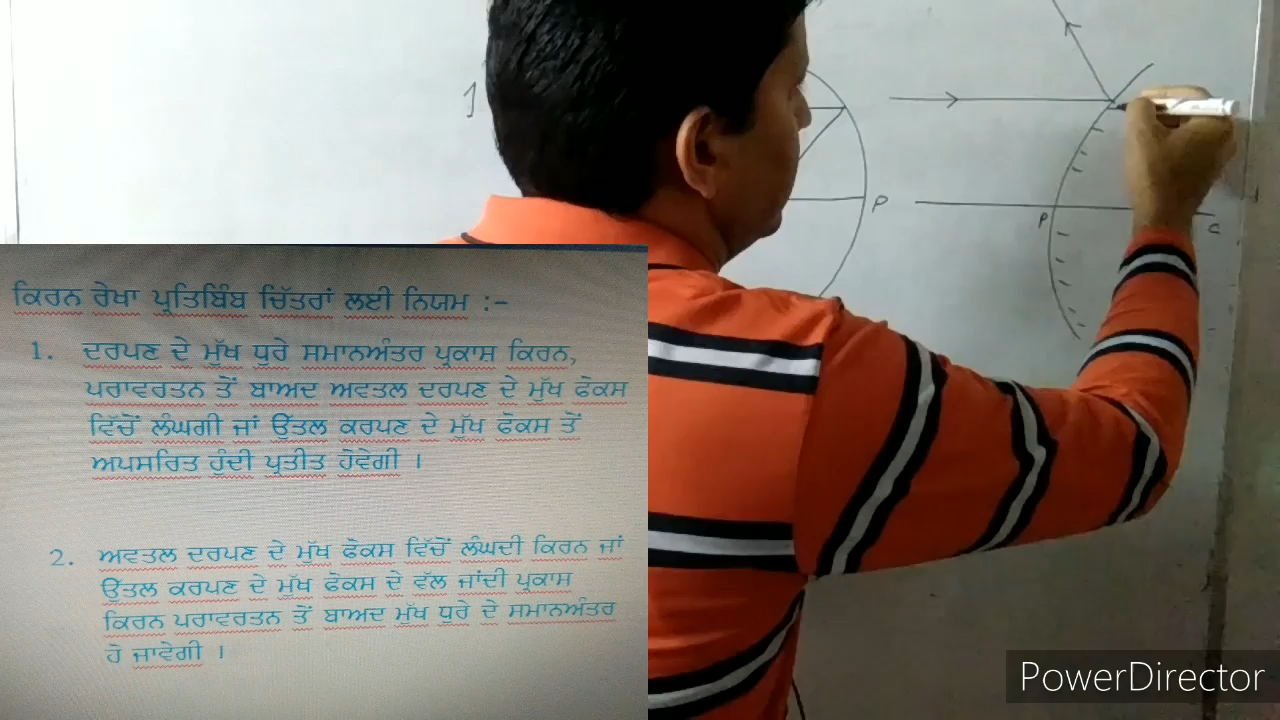 1
P
P
C
ਕਿਰਨ ਰੇਖਾ ਪ੍ਰਤਿਬਿੰਬ ਚਿੱਤਰਾਂ ਲਈ ਨਿਯਮ :-
1. ਦਰਪਣ ਦੇ ਮੁੱਖ ਧੁਰੇ ਸਮਾਨਅੰਤਰ ਪ੍ਰਕਾਸ਼ ਕਿਰਨ,
ਪਰਾਵਰਤਨ ਤੋਂ ਬਾਅਦ ਅਵਤਲ ਦਰਪਣ ਦੇ ਮੁੱਖ ਫੋਕਸ
ਵਿੱਚੋਂ ਲੰਘਗੀ ਜਾਂ ਉੱਤਲ ਕਰਪਣ ਦੇ ਮੁੱਖ ਫੋਕਸ ਤੋਂ
ਅਪਸਰਿਤ ਹੁੰਦੀ ਪ੍ਰਤੀਤ ਹੋਵੇਗੀ ।
2. ਅਵਤਲ ਦਰਪਣ ਦੇ ਮੁੱਖ ਫੋਕਸ ਵਿੱਚੋਂ ਲੰਘਦੀ ਕਿਰਨ ਜਾਂ
ਉੱਤਲ ਕਰਪਣ ਦੇ ਮੁੱਖ ਫੋਕਸ ਦੇ ਵੱਲ ਜਾਂਦੀ ਪ੍ਰਕਾਸ
ਕਿਰਨ ਪਰਾਵਰਤਨ ਤੋਂ ਬਾਅਦ ਮੁੱਖ ਧੁਰੇ ਦੇ ਸਮਾਨਅੰਤਰ
ਹੋ ਜਾਵੇਗੀ ।
PowerDirector